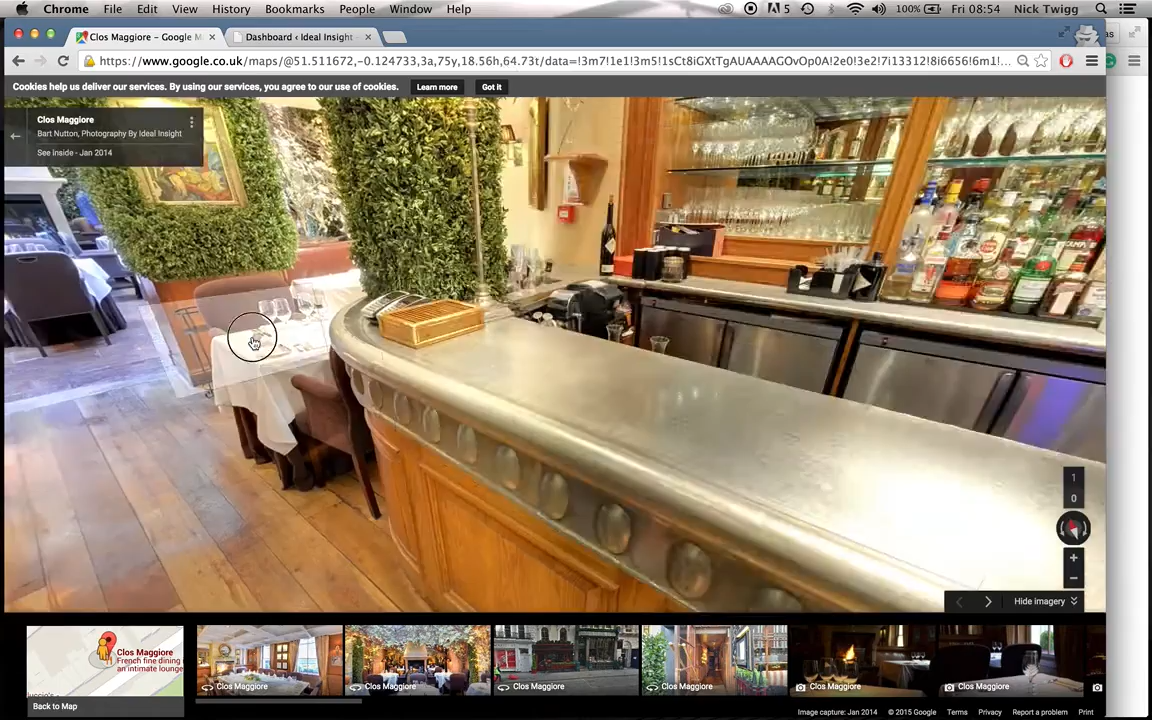 Chrome File Edit View History Bookmarks People Window Help 5 100% Fri 08:54 Nick Twigg
Clos Maggiore – Google M Dashboard ‹ Ideal Insight –
https://www.google.co.uk/maps/@51.511672,-0.124733,3a,75y,18.56h,64.73t/data=!3m7!1e1!3m5!1sCt8iGXtTgAUAAAAGOvOp0A!2e0!3e2!7i13312!8i6656!6m1!...
Cookies help us deliver our services. By using our services, you agree to our use of cookies. Learn more Got it
Clos Maggiore
Bart Nutton, Photography By Ideal Insight
See inside - Jan 2014
1
0
+
−
Hide imagery
Clos Maggiore
French fine dining
an intimate lounge
Back to Map
Clos Maggiore Clos Maggiore Clos Maggiore Clos Maggiore Clos Maggiore Clos Maggiore
Image capture: Jan 2014 © 2015 Google Terms Privacy Report a problem Print